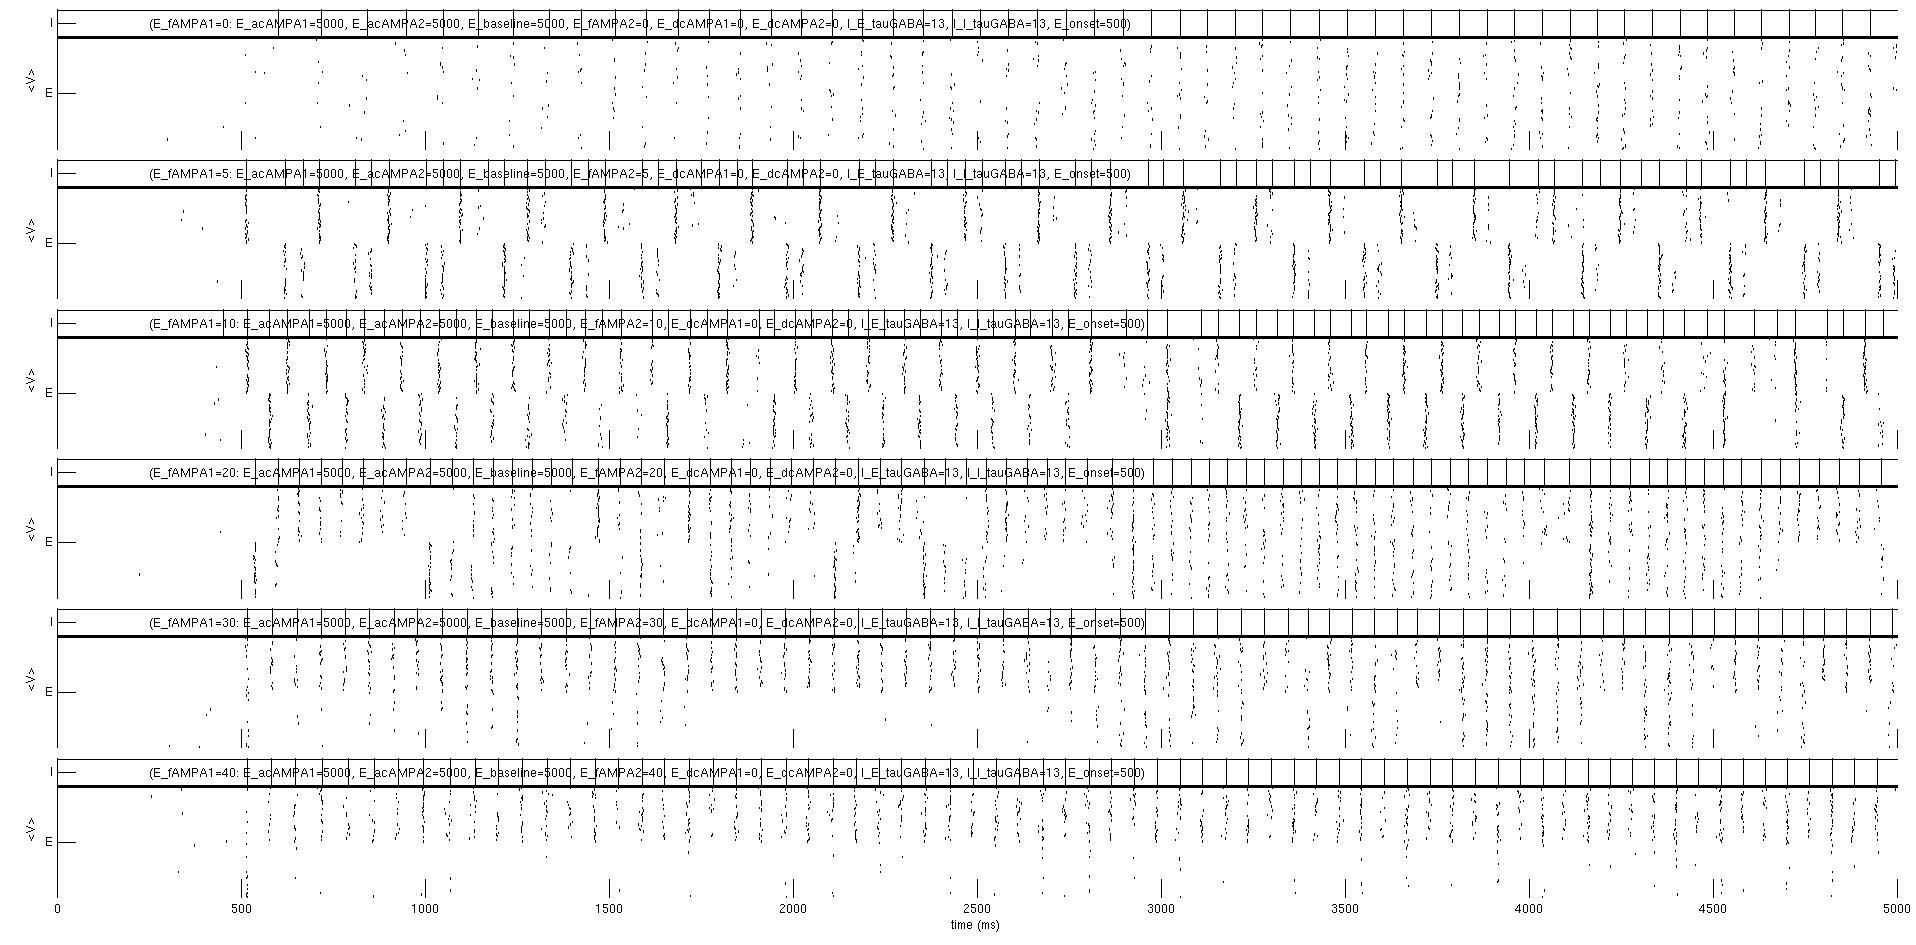 I
(E_fAMPA1=0: E_acAMPA1=5000, E_acAMPA2=5000, E_baseline=5000, E_fAMPA2=0, E_dcAMPA1=0, E_dcAMPA2=0, I_E_tauGABA=13, I_I_tauGABA=13, E_onset=500)
<V>
E
I
(E_fAMPA1=5: E_acAMPA1=5000, E_acAMPA2=5000, E_baseline=5000, E_fAMPA2=5, E_dcAMPA1=0, E_dcAMPA2=0, I_E_tauGABA=13, I_I_tauGABA=13, E_onset=500)
<V>
E
I
(E_fAMPA1=10: E_acAMPA1=5000, E_acAMPA2=5000, E_baseline=5000, E_fAMPA2=10, E_dcAMPA1=0, E_dcAMPA2=0, I_E_tauGABA=13, I_I_tauGABA=13, E_onset=500)
<V>
E
I
(E_fAMPA1=20: E_acAMPA1=5000, E_acAMPA2=5000, E_baseline=5000, E_fAMPA2=20, E_dcAMPA1=0, E_dcAMPA2=0, I_E_tauGABA=13, I_I_tauGABA=13, E_onset=500)
<V>
E
I
(E_fAMPA1=30: E_acAMPA1=5000, E_acAMPA2=5000, E_baseline=5000, E_fAMPA2=30, E_dcAMPA1=0, E_dcAMPA2=0, I_E_tauGABA=13, I_I_tauGABA=13, E_onset=500)
<V>
E
I
(E_fAMPA1=40: E_acAMPA1=5000, E_acAMPA2=5000, E_baseline=5000, E_fAMPA2=40, E_dcAMPA1=0, E_dcAMPA2=0, I_E_tauGABA=13, I_I_tauGABA=13, E_onset=500)
<V>
E
0 500 1000 1500 2000 2500 3000 3500 4000 4500 5000
time (ms)